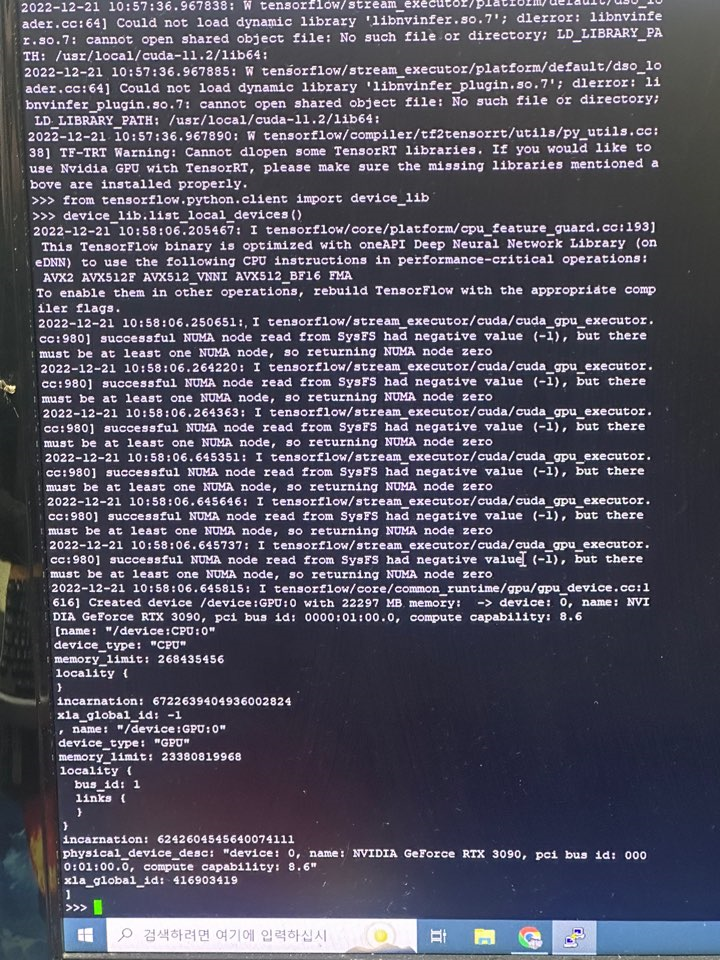 2022-12-21 10:57:36.967838: W tensorflow/stream_executor/platform/default/dso_lo
ader.cc:64] Could not load dynamic library 'libnvinfer.so.7'; dlerror: libnvinfe
r.so.7: cannot open shared object file: No such file or directory; LD_LIBRARY_PA
TH: /usr/local/cuda-11.2/lib64:
2022-12-21 10:57:36.967885: W tensorflow/stream_executor/platform/default/dso_lo
ader.cc:64] Could not load dynamic library 'libnvinfer_plugin.so.7'; dlerror: li
bnvinfer_plugin.so.7: cannot open shared object file: No such file or directory;
 LD_LIBRARY_PATH: /usr/local/cuda-11.2/lib64:
2022-12-21 10:57:36.967890: W tensorflow/compiler/tf2tensorrt/utils/py_utils.cc:
38] TF-TRT Warning: Cannot dlopen some TensorRT libraries. If you would like to
use Nvidia GPU with TensorRT, please make sure the missing libraries mentioned a
bove are installed properly.
>>> from tensorflow.python.client import device_lib
>>> device_lib.list_local_devices()
2022-12-21 10:58:06.205467: I tensorflow/core/platform/cpu_feature_guard.cc:193]
 This TensorFlow binary is optimized with oneAPI Deep Neural Network Library (on
eDNN) to use the following CPU instructions in performance-critical operations:
 AVX2 AVX512F AVX512_VNNI AVX512_BF16 FMA
To enable them in other operations, rebuild TensorFlow with the appropriate comp
iler flags.
2022-12-21 10:58:06.250651: I tensorflow/stream_executor/cuda/cuda_gpu_executor.
cc:980] successful NUMA node read from SysFS had negative value (-1), but there
must be at least one NUMA node, so returning NUMA node zero
2022-12-21 10:58:06.264220: I tensorflow/stream_executor/cuda/cuda_gpu_executor.
cc:980] successful NUMA node read from SysFS had negative value (-1), but there
must be at least one NUMA node, so returning NUMA node zero
2022-12-21 10:58:06.264363: I tensorflow/stream_executor/cuda/cuda_gpu_executor.
cc:980] successful NUMA node read from SysFS had negative value (-1), but there
must be at least one NUMA node, so returning NUMA node zero
2022-12-21 10:58:06.645351: I tensorflow/stream_executor/cuda/cuda_gpu_executor.
cc:980] successful NUMA node read from SysFS had negative value (-1), but there
must be at least one NUMA node, so returning NUMA node zero
2022-12-21 10:58:06.645646: I tensorflow/stream_executor/cuda/cuda_gpu_executor.
cc:980] successful NUMA node read from SysFS had negative value (-1), but there
must be at least one NUMA node, so returning NUMA node zero
2022-12-21 10:58:06.645737: I tensorflow/stream_executor/cuda/cuda_gpu_executor.
cc:980] successful NUMA node read from SysFS had negative value (-1), but there
must be at least one NUMA node, so returning NUMA node zero
2022-12-21 10:58:06.645815: I tensorflow/core/common_runtime/gpu/gpu_device.cc:1
616] Created device /device:GPU:0 with 22297 MB memory:  -> device: 0, name: NVI
DIA GeForce RTX 3090, pci bus id: 0000:01:00.0, compute capability: 8.6
[name: "/device:CPU:0"
device_type: "CPU"
memory_limit: 268435456
locality {
}
incarnation: 6722639404936002824
xla_global_id: -1
, name: "/device:GPU:0"
device_type: "GPU"
memory_limit: 23380819968
locality {
  bus_id: 1
  links {
  }
}
incarnation: 6242604545640074111
physical_device_desc: "device: 0, name: NVIDIA GeForce RTX 3090, pci bus id: 000
0:01:00.0, compute capability: 8.6"
xla_global_id: 416903419
]
>>>
검색하려면 여기에 입력하십시